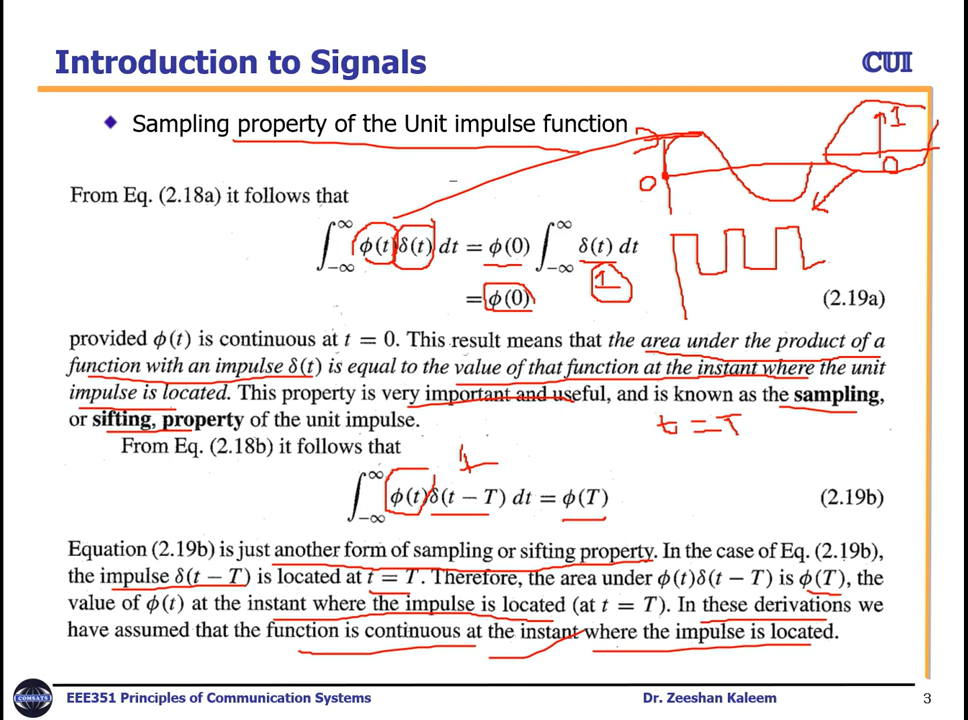 Introduction to Signals
CUI
Sampling property of the Unit impulse function
1
0
0
From Eq. (2.18a) it follows that
∫_{-∞}^{∞} ϕ(t)δ(t) dt = ϕ(0) ∫_{-∞}^{∞} δ(t) dt
1
= ϕ(0) (2.19a)
provided ϕ(t) is continuous at t = 0. This result means that the area under the product of a
function with an impulse δ(t) is equal to the value of that function at the instant where the unit
impulse is located. This property is very important and useful, and is known as the sampling,
or sifting, property of the unit impulse.
t = T
From Eq. (2.18b) it follows that
1
∫_{-∞}^{∞} ϕ(t)δ(t − T) dt = ϕ(T) (2.19b)
Equation (2.19b) is just another form of sampling or sifting property. In the case of Eq. (2.19b),
the impulse δ(t − T) is located at t = T. Therefore, the area under ϕ(t)δ(t − T) is ϕ(T), the
value of ϕ(t) at the instant where the impulse is located (at t = T). In these derivations we
have assumed that the function is continuous at the instant where the impulse is located.
COMSATS
EEE351 Principles of Communication Systems
Dr. Zeeshan Kaleem
3